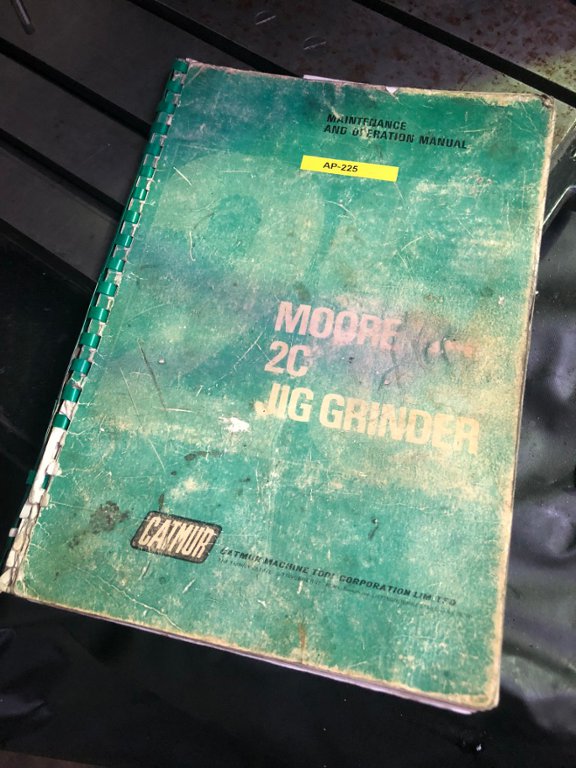 MAINTENANCE
AND OPERATION MANUAL
AP-225
MOORE
2C
JIG GRINDER
CATMUR
CATMUR MACHINE TOOL CORPORATION LIMITED